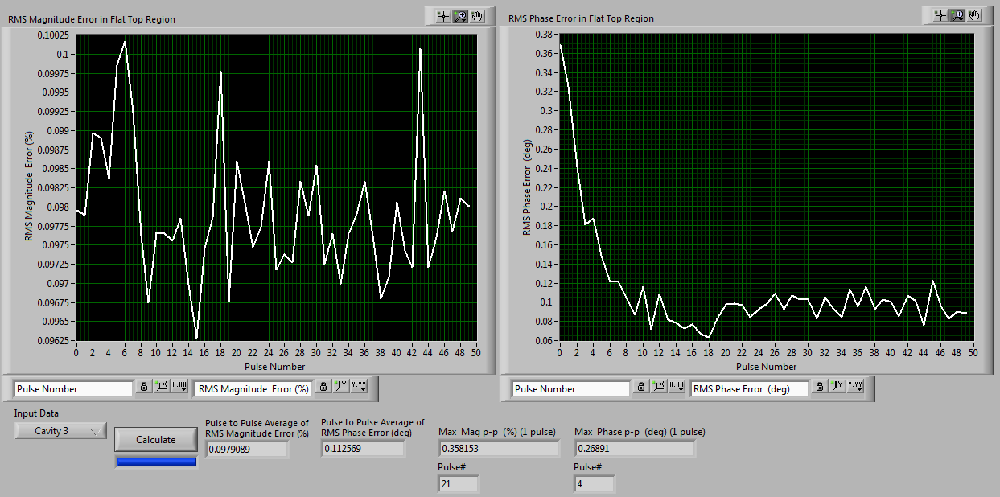 RMS Magnitude Error in Flat Top Region
0.10025
0.1
0.09975
0.0995
0.09925
0.099
0.09875
0.0985
0.09825
0.098
0.09775
0.0975
0.09725
0.097
0.09675
0.0965
0.09625
RMS Magnitude Error (%)
0 2 4 6 8 10 12 14 16 18 20 22 24 26 28 30 32 34 36 38 40 42 44 46 48 50
Pulse Number
Pulse Number X X.XX RMS Magnitude Error (%) Y Y.YY
RMS Phase Error in Flat Top Region
0.38
0.36
0.34
0.32
0.3
0.28
0.26
0.24
0.22
0.2
0.18
0.16
0.14
0.12
0.1
0.08
0.06
RMS Phase Error (deg)
0 2 4 6 8 10 12 14 16 18 20 22 24 26 28 30 32 34 36 38 40 42 44 46 48 50
Pulse Number
Pulse Number X X.XX RMS Phase Error (deg) Y Y.YY
Input Data
Cavity 3
Calculate
Pulse to Pulse Average of
RMS Magnitude Error (%)
0.0979089
Pulse to Pulse Average of
RMS Phase Error (deg)
0.112569
Max Mag p-p (%) (1 pulse)
0.358153
Pulse#
21
Max Phase p-p (deg) (1 pulse)
0.26891
Pulse#
4